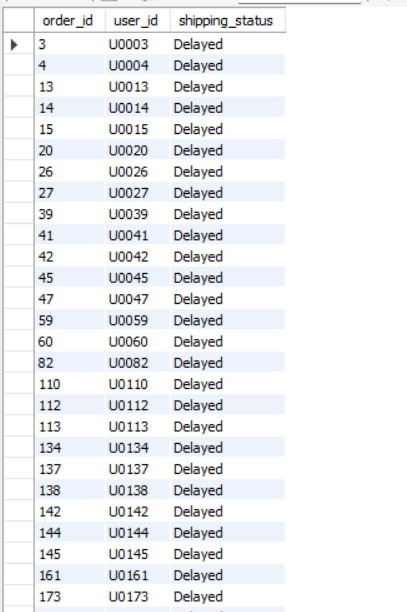 order_id user_id shipping_status
3 U0003 Delayed
4 U0004 Delayed
13 U0013 Delayed
14 U0014 Delayed
15 U0015 Delayed
20 U0020 Delayed
26 U0026 Delayed
27 U0027 Delayed
39 U0039 Delayed
41 U0041 Delayed
42 U0042 Delayed
45 U0045 Delayed
47 U0047 Delayed
59 U0059 Delayed
60 U0060 Delayed
82 U0082 Delayed
110 U0110 Delayed
112 U0112 Delayed
113 U0113 Delayed
134 U0134 Delayed
137 U0137 Delayed
138 U0138 Delayed
142 U0142 Delayed
144 U0144 Delayed
145 U0145 Delayed
161 U0161 Delayed
173 U0173 Delayed